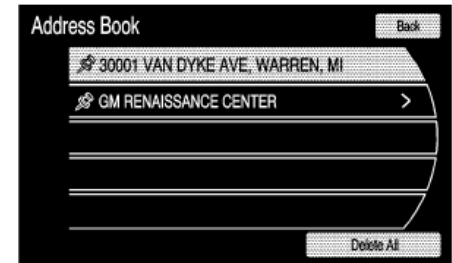 Address Book
Back
30001 VAN DYKE AVE, WARREN, MI
GM RENAISSANCE CENTER >
Delete All